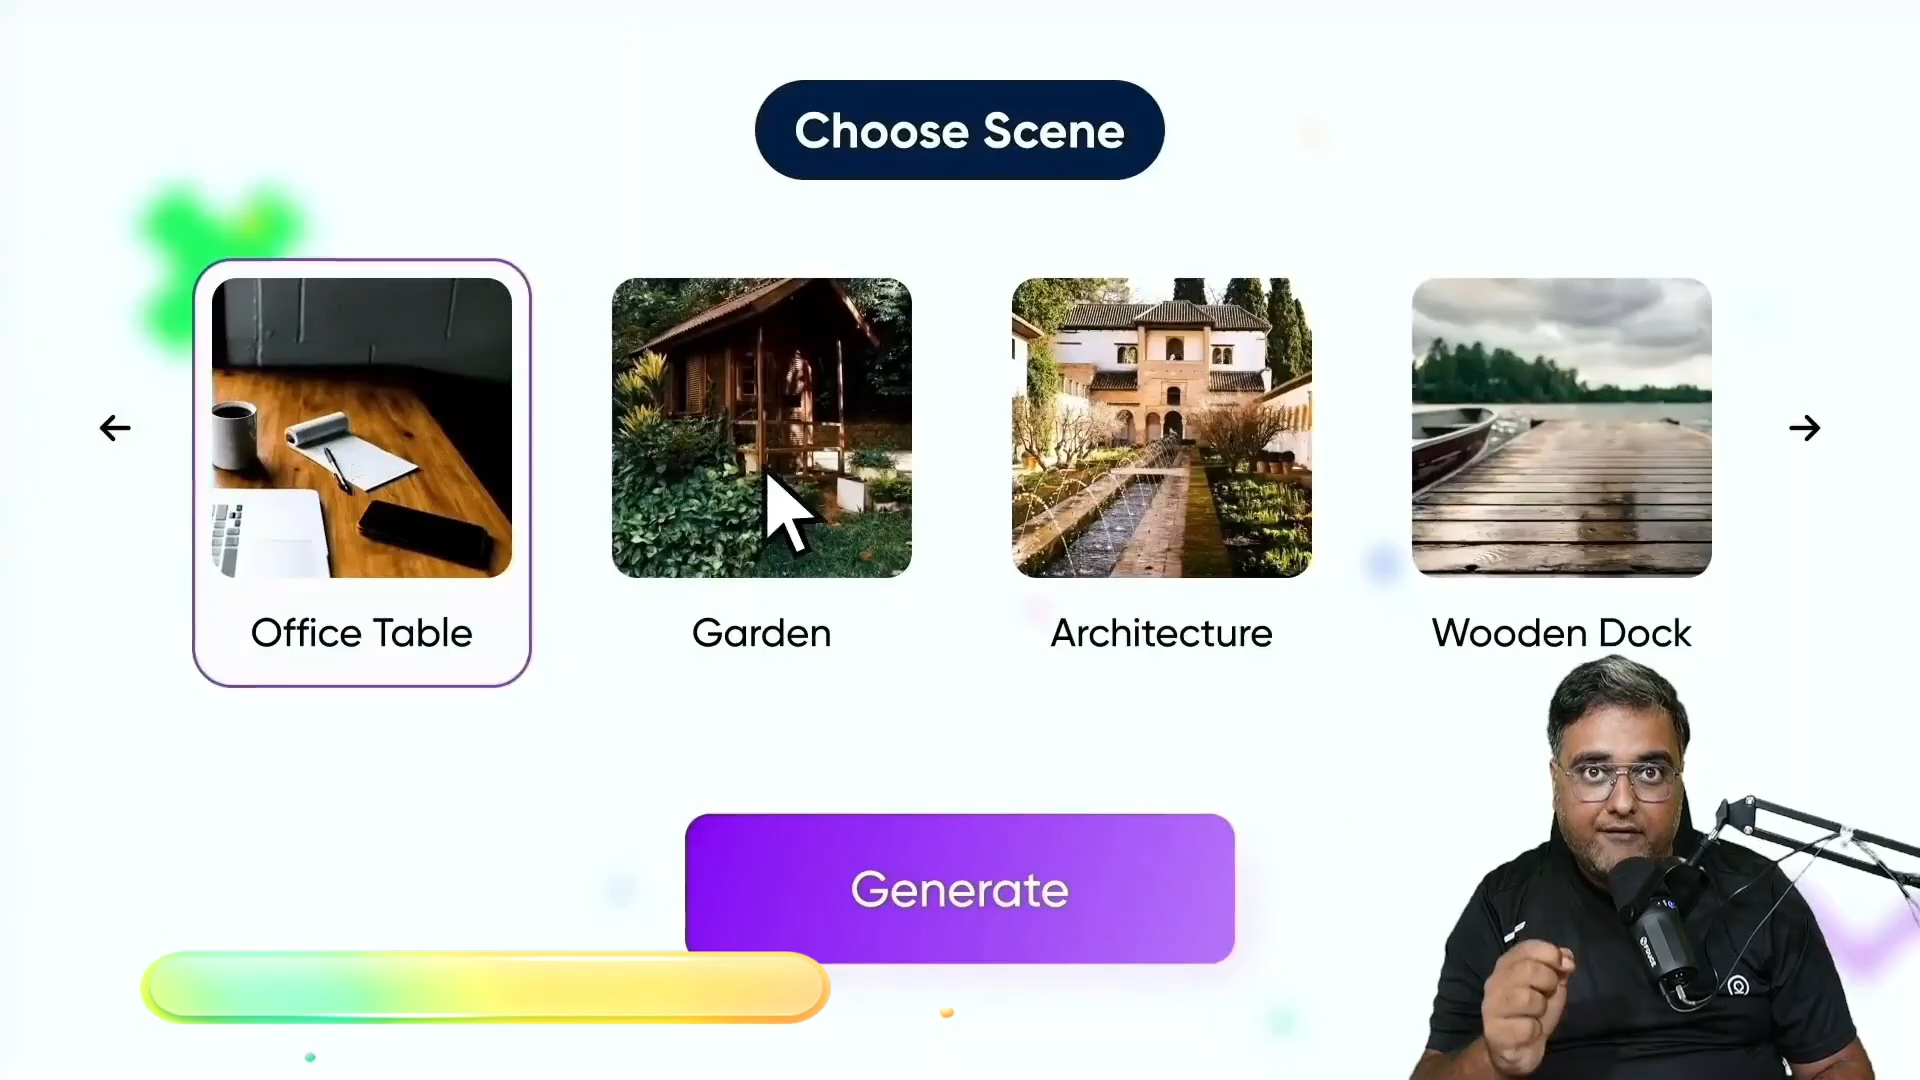 Choose Scene
Office Table
Garden
Architecture
Wooden Dock
Generate